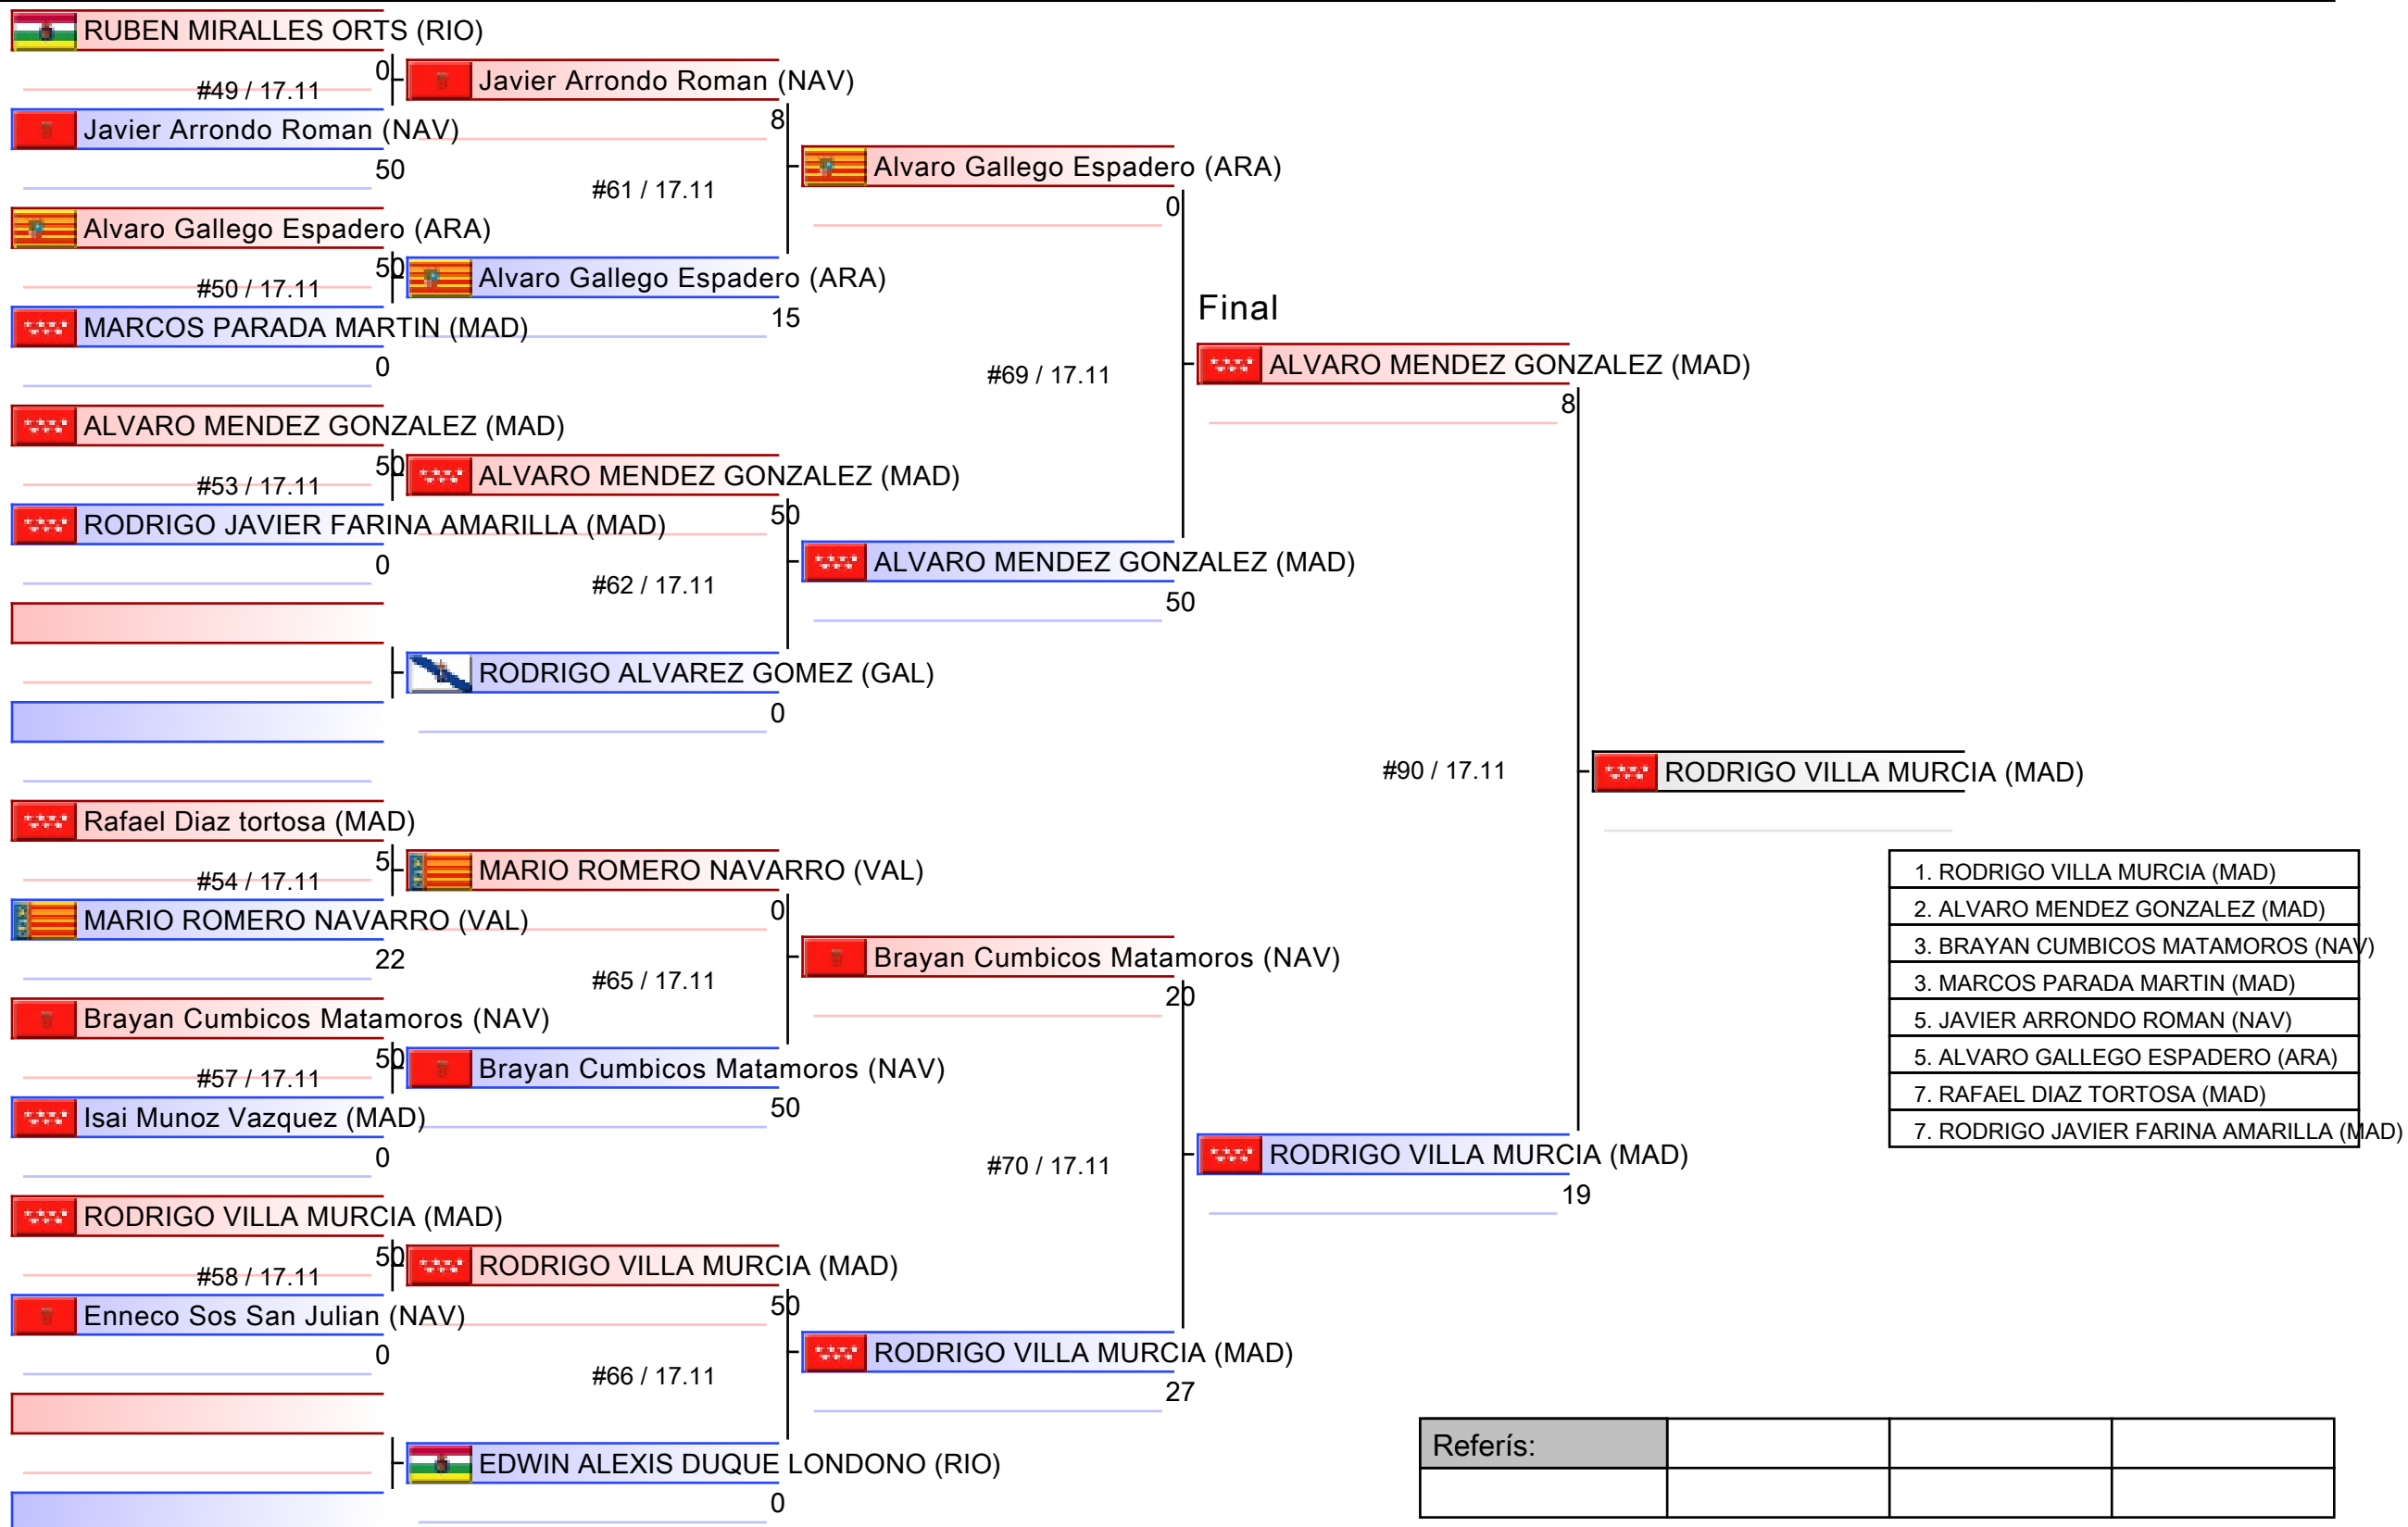 RUBEN MIRALLES ORTS (RIO)
0
#49 / 17.11
Javier Arrondo Roman (NAV)
50
Alvaro Gallego Espadero (ARA)
50
#50 / 17.11
MARCOS PARADA MARTIN (MAD)
0
ALVARO MENDEZ GONZALEZ (MAD)
50
#53 / 17.11
RODRIGO JAVIER FARINA AMARILLA (MAD)
0
Rafael Diaz tortosa (MAD)
5
#54 / 17.11
MARIO ROMERO NAVARRO (VAL)
22
Brayan Cumbicos Matamoros (NAV)
50
#57 / 17.11
Isai Munoz Vazquez (MAD)
0
RODRIGO VILLA MURCIA (MAD)
50
#58 / 17.11
Enneco Sos San Julian (NAV)
0
Javier Arrondo Roman (NAV)
8
#61 / 17.11
Alvaro Gallego Espadero (ARA)
15
ALVARO MENDEZ GONZALEZ (MAD)
50
#62 / 17.11
RODRIGO ALVAREZ GOMEZ (GAL)
0
MARIO ROMERO NAVARRO (VAL)
0
#65 / 17.11
Brayan Cumbicos Matamoros (NAV)
50
RODRIGO VILLA MURCIA (MAD)
50
#66 / 17.11
EDWIN ALEXIS DUQUE LONDONO (RIO)
0
Alvaro Gallego Espadero (ARA)
0
#69 / 17.11
ALVARO MENDEZ GONZALEZ (MAD)
50
Brayan Cumbicos Matamoros (NAV)
20
#70 / 17.11
RODRIGO VILLA MURCIA (MAD)
27
Final
ALVARO MENDEZ GONZALEZ (MAD)
8
#90 / 17.11
RODRIGO VILLA MURCIA (MAD)
19
RODRIGO VILLA MURCIA (MAD)
1. RODRIGO VILLA MURCIA (MAD)
2. ALVARO MENDEZ GONZALEZ (MAD)
3. BRAYAN CUMBICOS MATAMOROS (NAV)
3. MARCOS PARADA MARTIN (MAD)
5. JAVIER ARRONDO ROMAN (NAV)
5. ALVARO GALLEGO ESPADERO (ARA)
7. RAFAEL DIAZ TORTOSA (MAD)
7. RODRIGO JAVIER FARINA AMARILLA (MAD)
Referís: